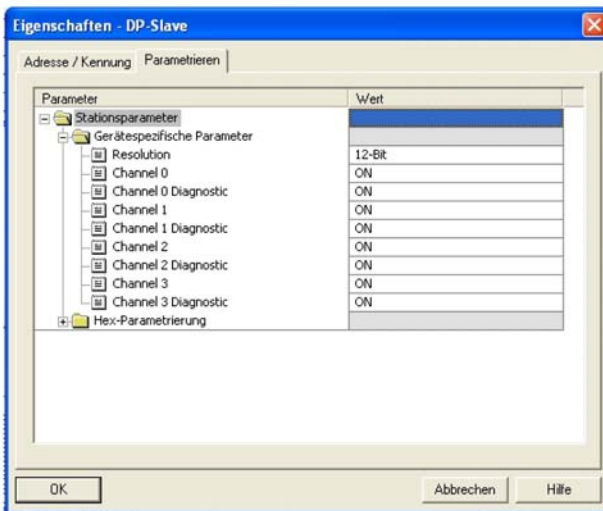 Eigenschaften - DP-Slave
Adresse / Kennung Parametrieren
Parameter Wert
Stationsparameter
Gerätespezifische Parameter
Resolution 12-Bit
Channel 0 ON
Channel 0 Diagnostic ON
Channel 1 ON
Channel 1 Diagnostic ON
Channel 2 ON
Channel 2 Diagnostic ON
Channel 3 ON
Channel 3 Diagnostic ON
Hex-Parametrierung
OK Abbrechen Hilfe